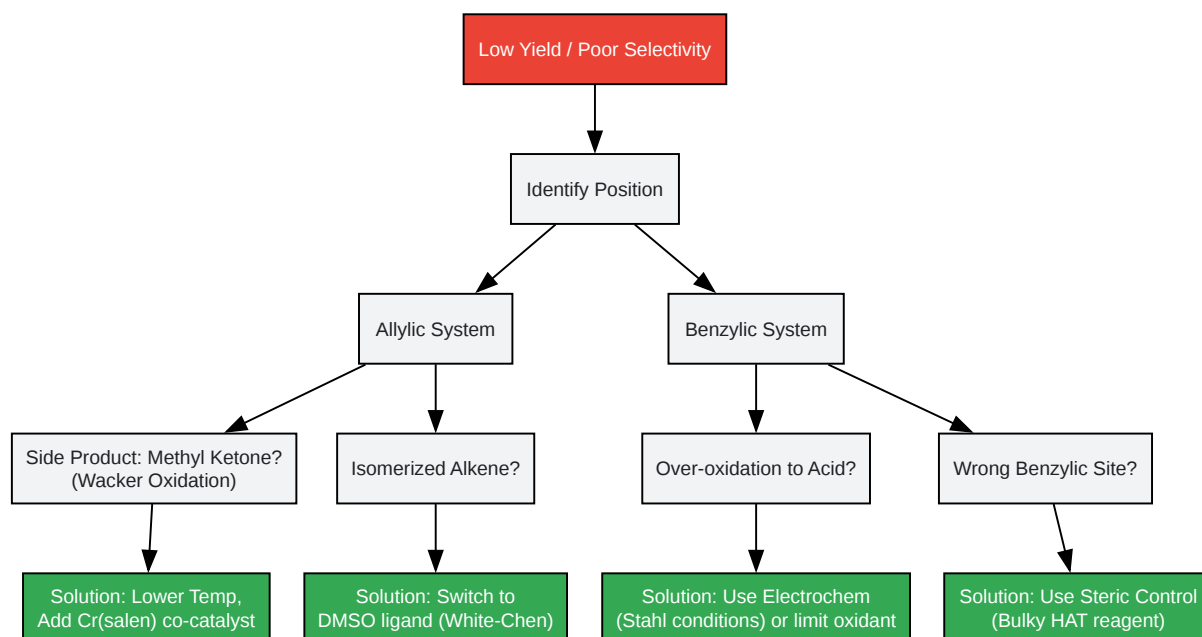 Low Yield / Poor Selectivity
Identify Position
Allylic System
Benzylic System
Side Product: Methyl Ketone?
(Wacker Oxidation)
Isomerized Alkene?
Over-oxidation to Acid?
Wrong Benzylic Site?
Solution: Lower Temp,
Add Cr(salen) co-catalyst
Solution: Switch to
DMSO ligand (White-Chen)
Solution: Use Electrochem
(Stahl conditions) or limit oxidant
Solution: Use Steric Control
(Bulky HAT reagent)